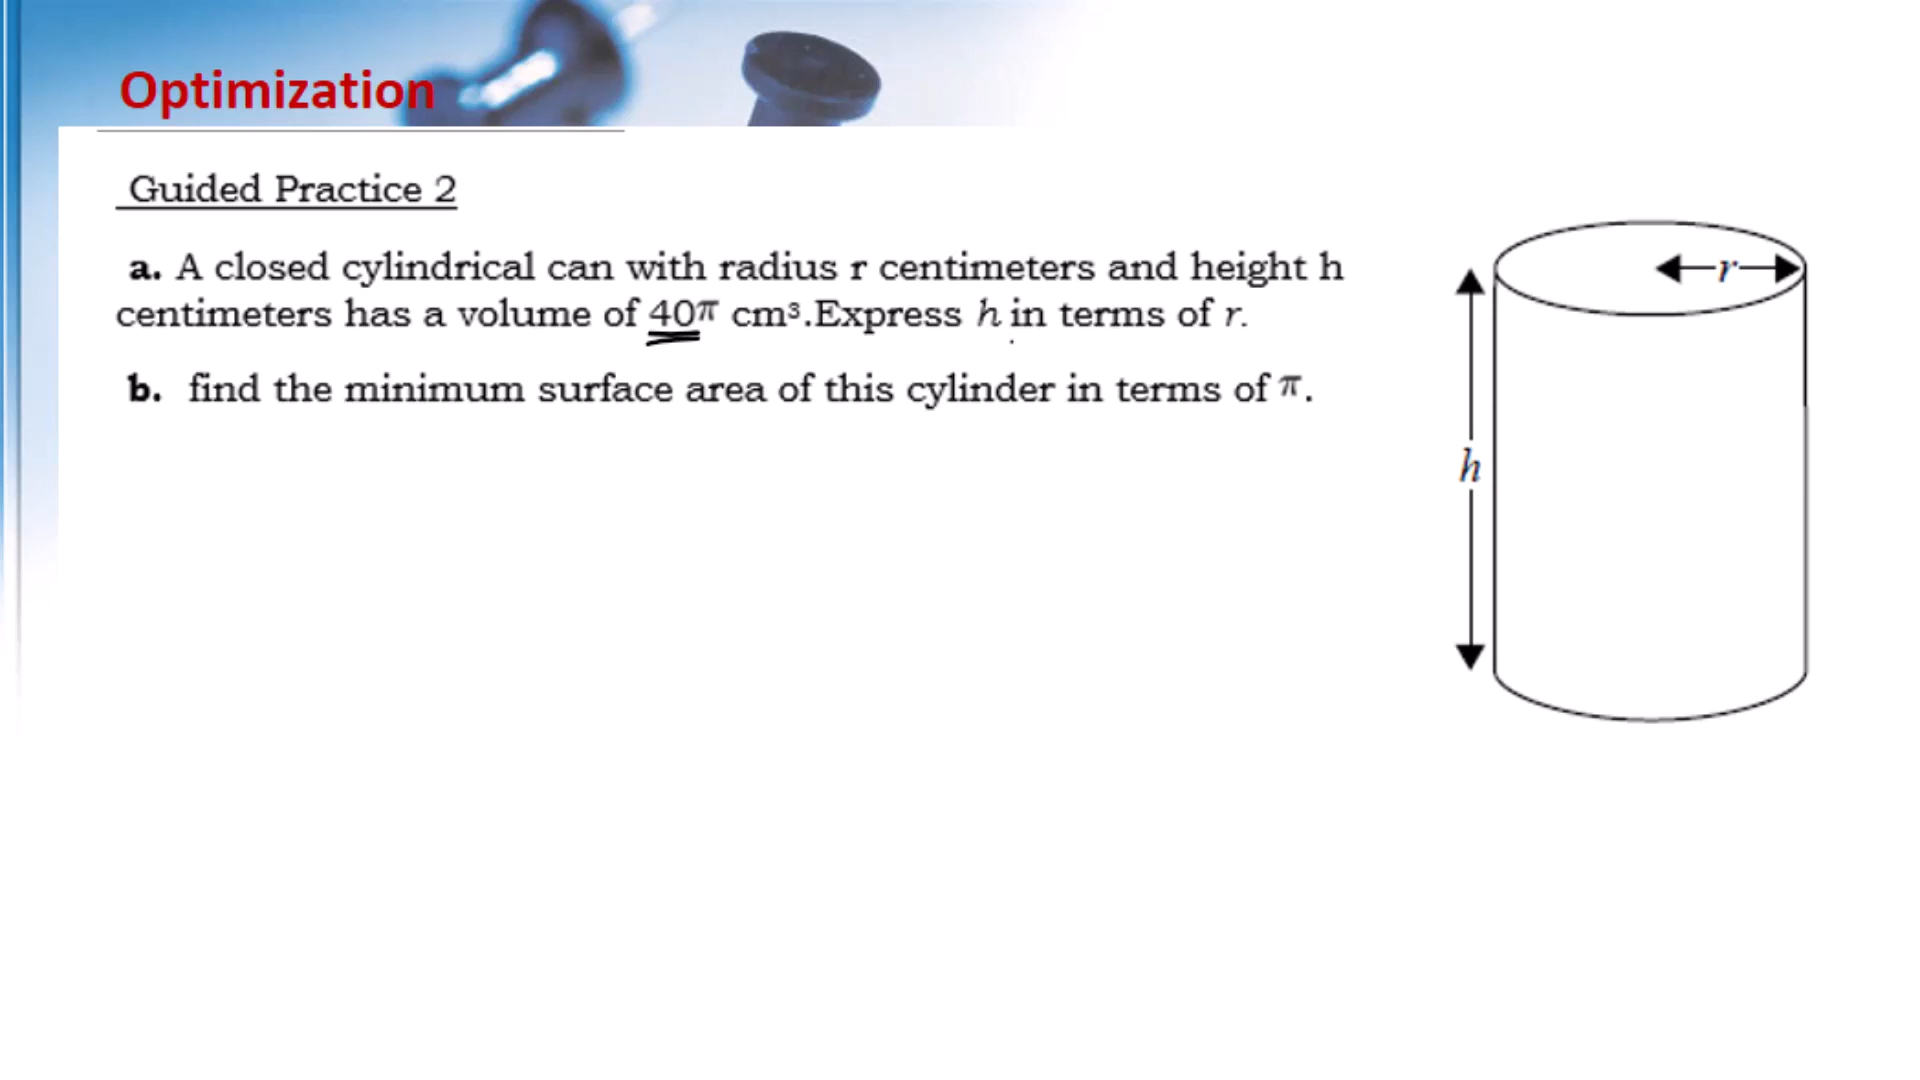 Optimization
Guided Practice 2
a. A closed cylindrical can with radius r centimeters and height h
centimeters has a volume of 40π cm³.Express h in terms of r.
b. find the minimum surface area of this cylinder in terms of π.
r
h